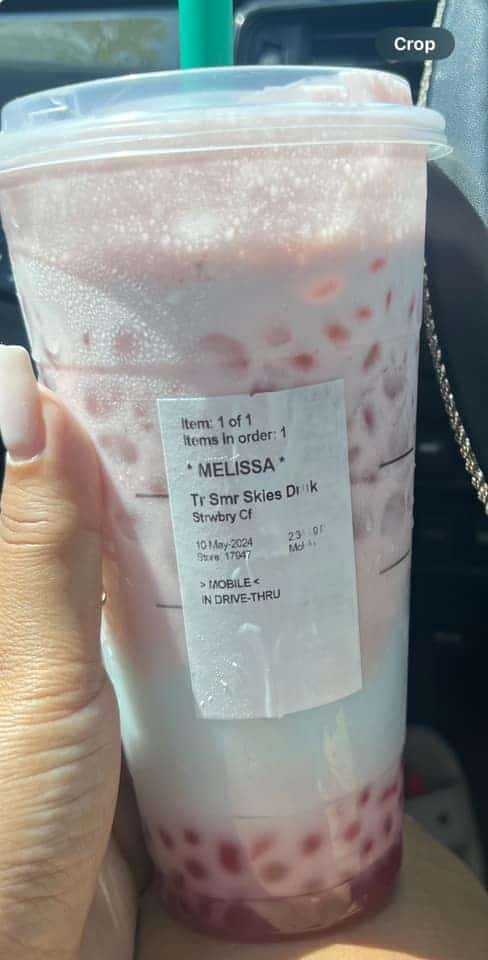 Crop
Item: 1 of 1
Items in order: 1
* MELISSA *
Tr Smr Skies
Strwbry Cf
10-May-2024
Store: 17947
> MOBILE <
IN DRIVE-THRU